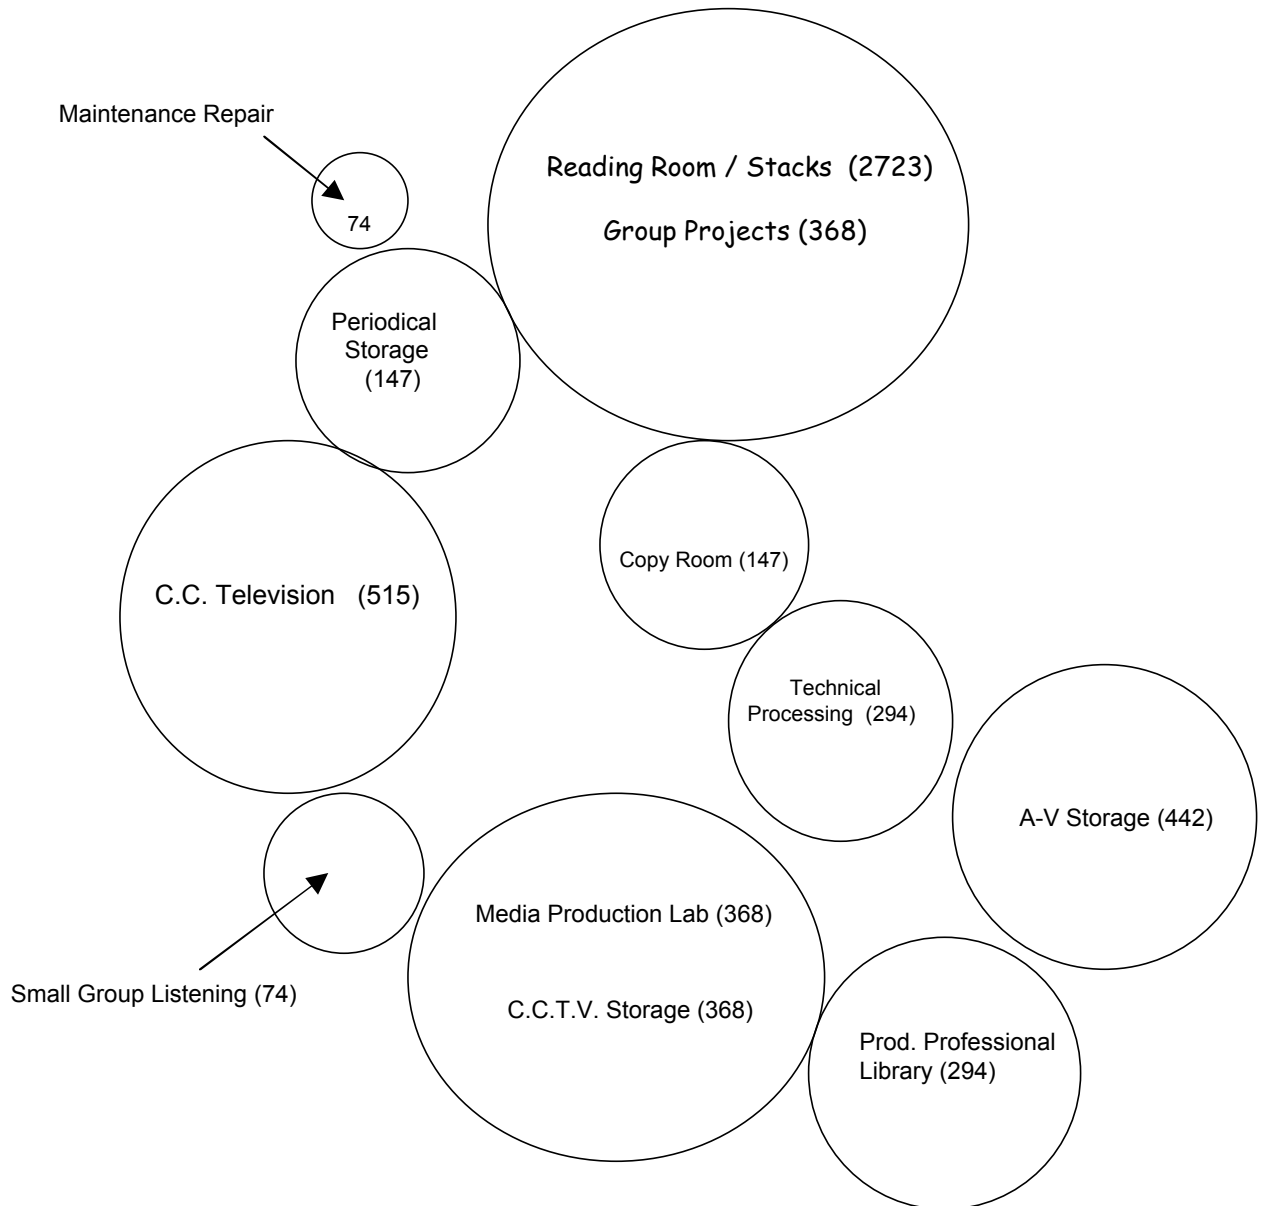 Maintenance Repair
74
Reading Room / Stacks (2723)
Group Projects (368)
Periodical
Storage
(147)
C.C. Television (515)
Copy Room (147)
Technical
Processing (294)
A-V Storage (442)
Media Production Lab (368)
C.C.T.V. Storage (368)
Small Group Listening (74)
Prod. Professional
Library (294)